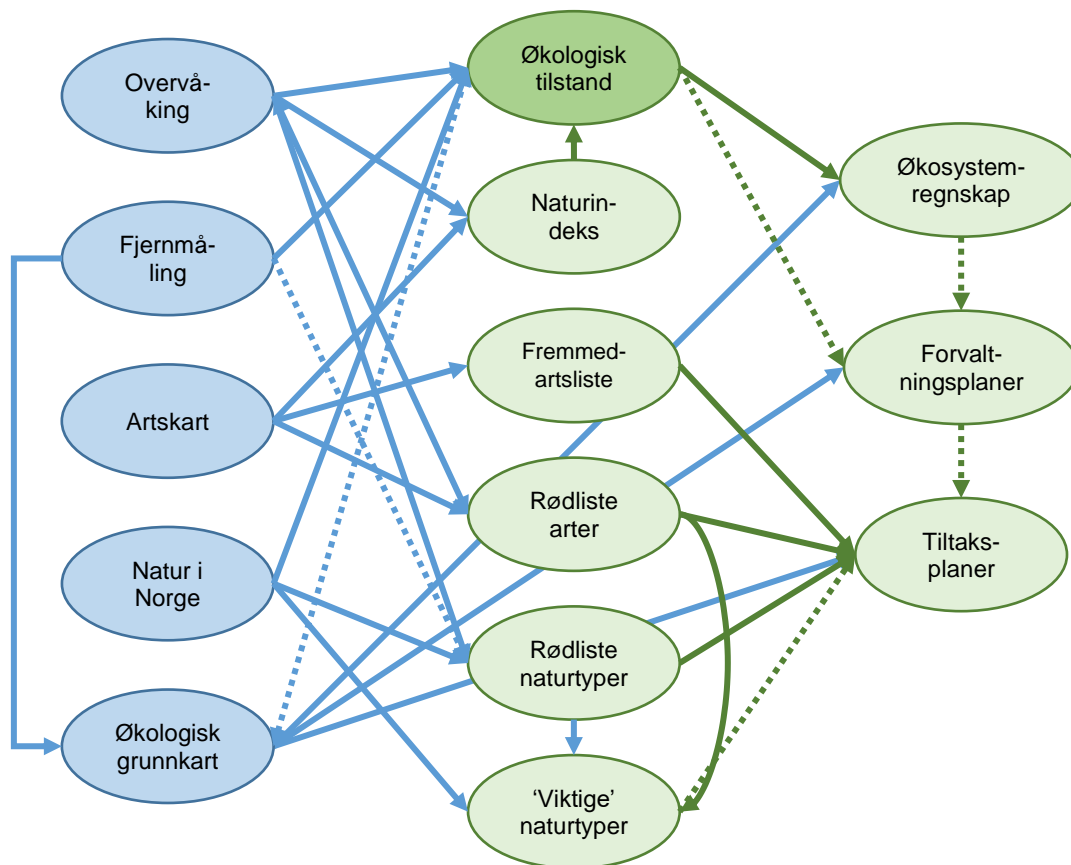 Overvå-
king
Fjernmå-
ling
Artskart
Natur i
Norge
Økologisk
grunnkart
Økologisk
tilstand
Naturin-
deks
Fremmed-
artsliste
Rødliste
arter
Rødliste
naturtyper
‘Viktige’
naturtyper
Økosystem-
regnskap
Forvalt-
ningsplaner
Tiltaks-
planer